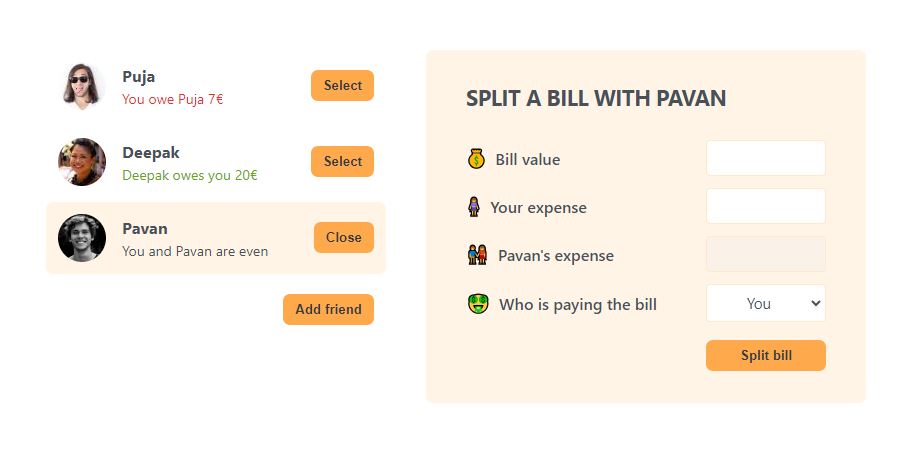 Puja
You owe Puja 7€
Select
Deepak
Deepak owes you 20€
Select
Pavan
You and Pavan are even
Close
Add friend
SPLIT A BILL WITH PAVAN
Bill value
Your expense
Pavan's expense
Who is paying the bill
You
Split bill